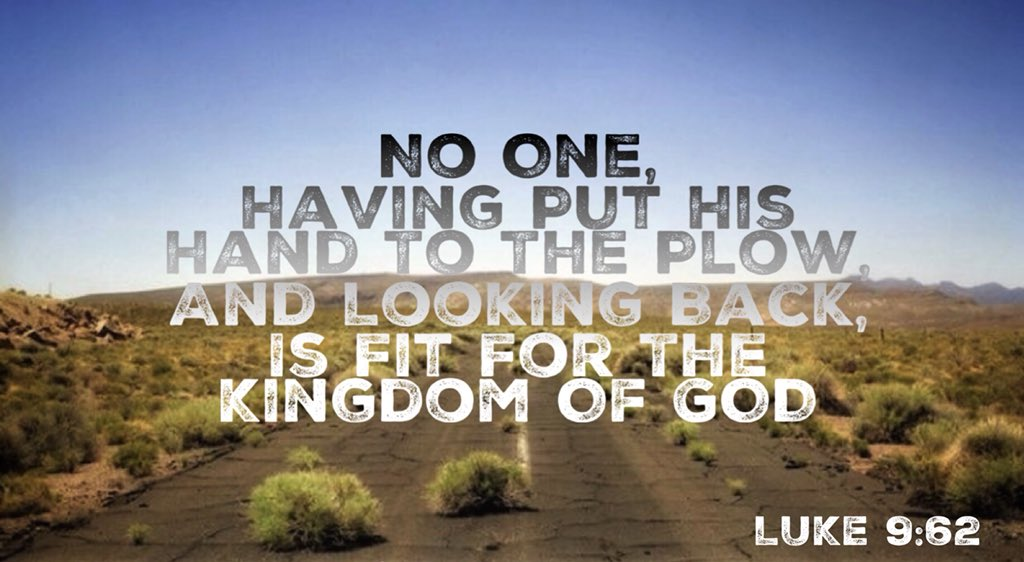 NO ONE,
HAVING PUT HIS
HAND TO THE PLOW,
AND LOOKING BACK,
IS FIT FOR THE
KINGDOM OF GOD
LUKE 9:62